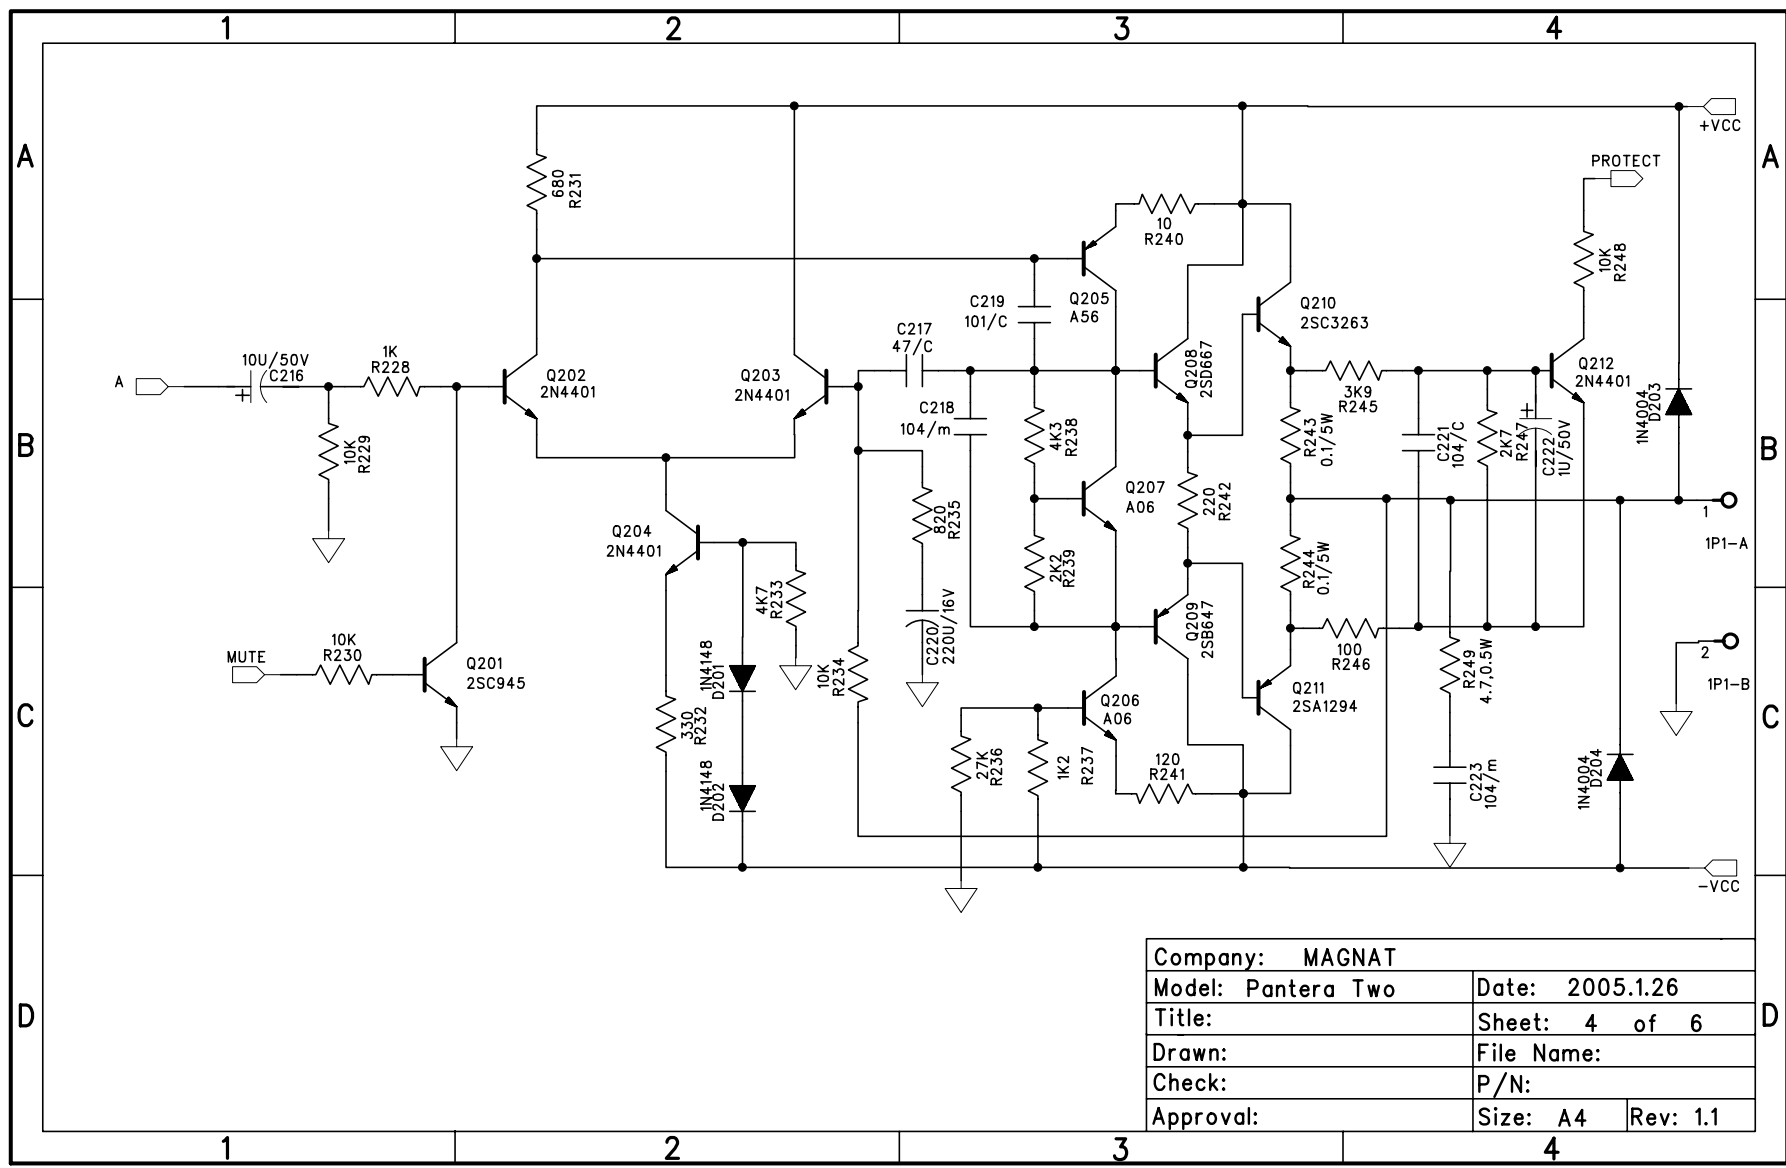 1 2 3 4
A
A
B
B
C
C
D
D
1 2 3 4
+VCC
PROTECT
680
R231
10
R240
10K
R248
C219
101/C
Q205
A56
Q210
2SC3263
C217
47/C
10U/50V
C216
1K
R228
A
Q202
2N4401
Q203
2N4401
Q208
2SD667
3K9
R245
Q212
2N4401
1N4004
D203
C218
104/m
10K
R229
4K3
R238
R243
0.1/5W
C221
104/C
2K7
R247
C222
1U/50V
+
+
Q207
A06
220
R242
820
R235
Q204
2N4401
1
1P1-A
2K2
R239
R244
0.1/5W
4K7
R233
C220
220U/16V
Q209
2SB647
100
R246
R249
4.7,0.5W
2
1P1-B
MUTE
10K
R230
Q201
2SC945
1N4148
D201
10K
R234
Q211
2SA1294
Q206
A06
330
R232
27K
R236
1K2
R237
120
R241
1N4148
D202
C223
104/m
1N4004
D204
-VCC
Company: MAGNAT
Model: Pantera Two
Date: 2005.1.26
Title:
Sheet: 4 of 6
Drawn:
File Name:
Check:
P/N:
Approval:
Size: A4
Rev: 1.1